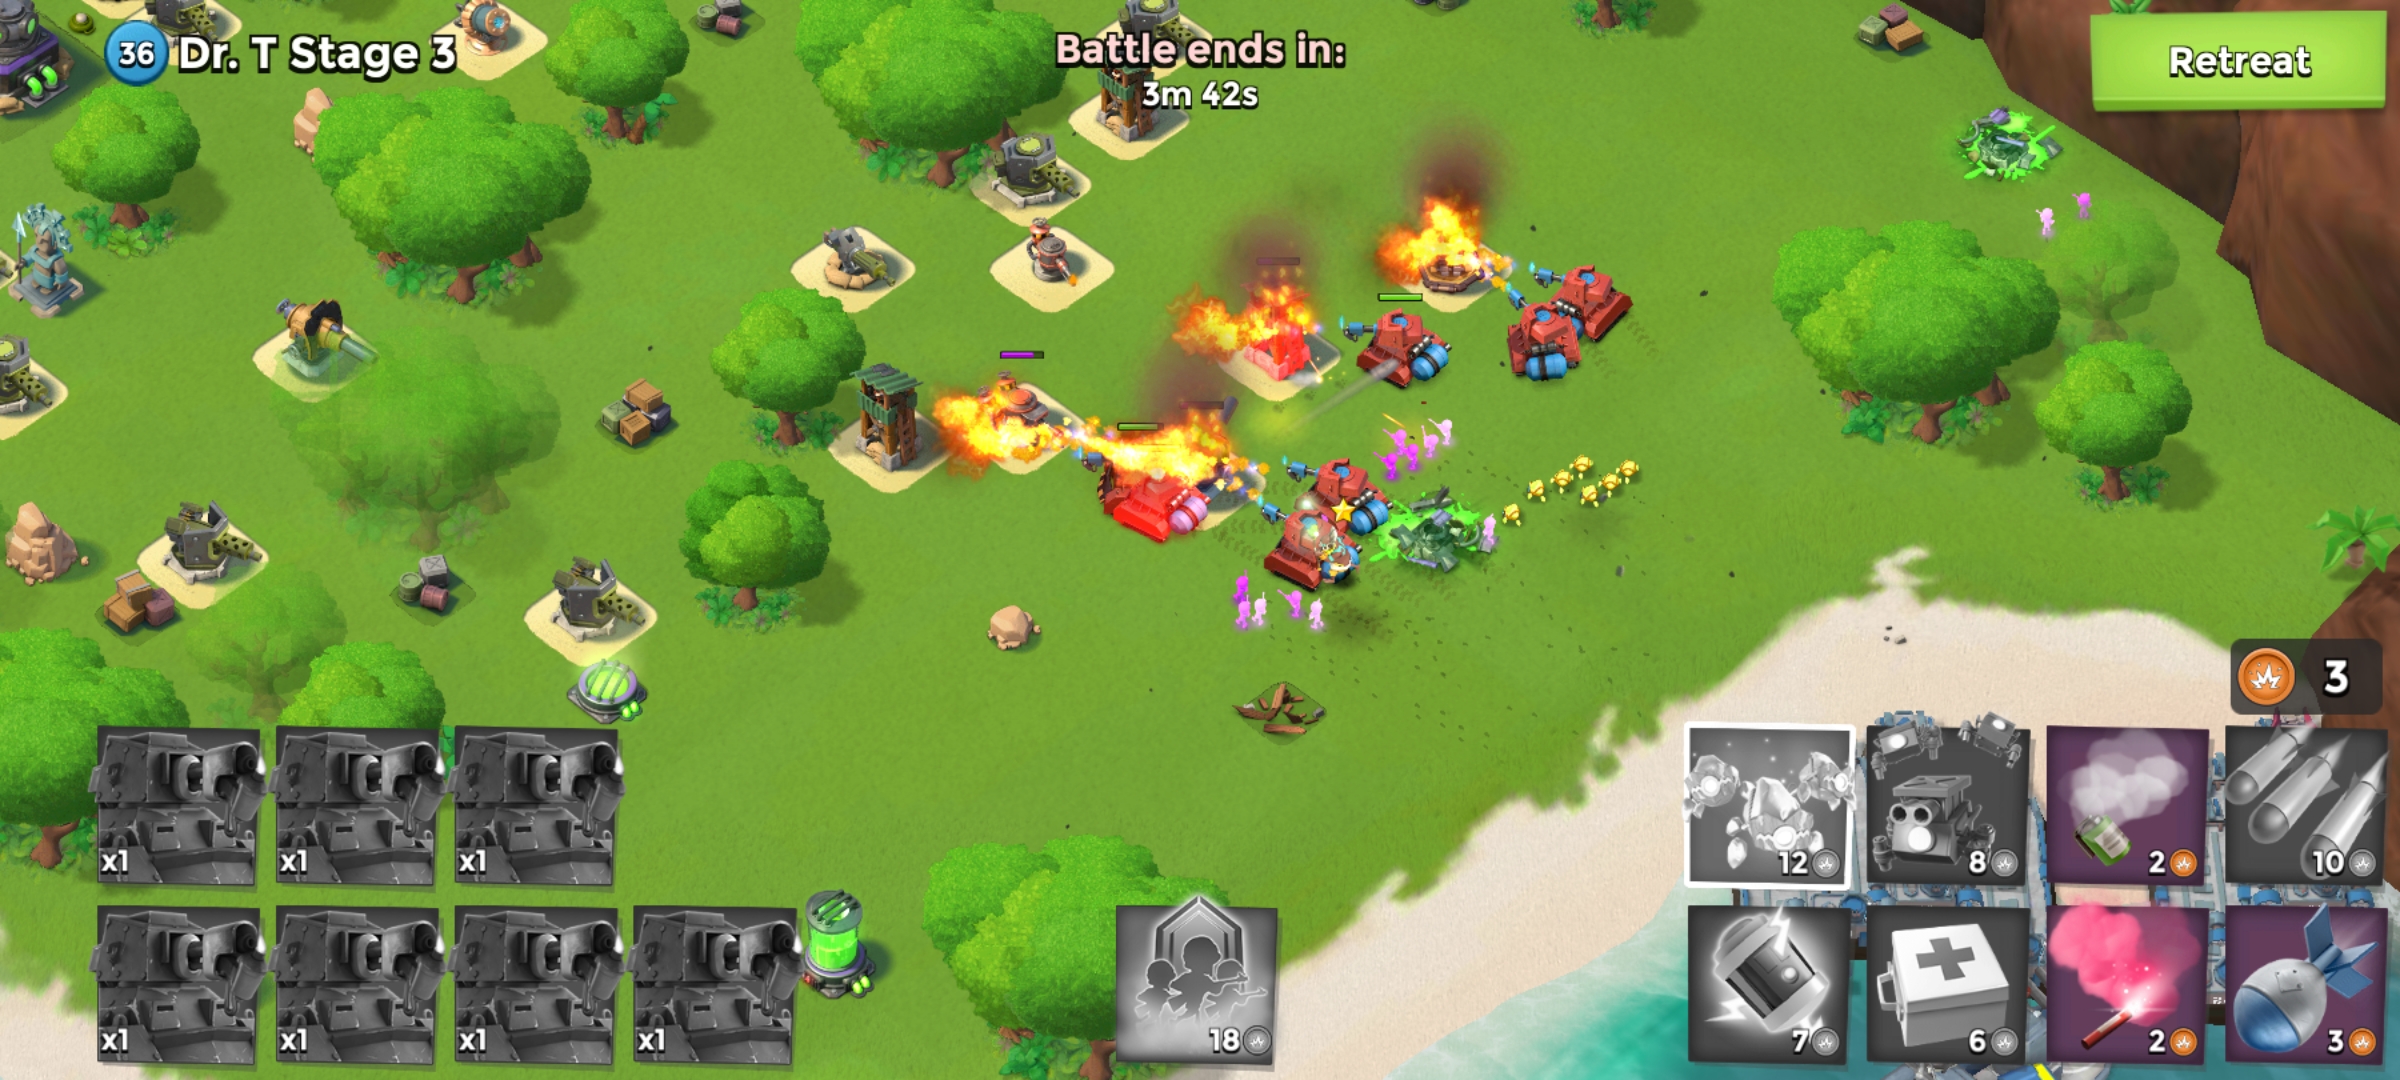 36 Dr. T Stage 3
Battle ends in:
3m 42s
Retreat
3
x1 x1 x1
12 8 2 10
x1 x1 x1 x1
18
7 6 2 3